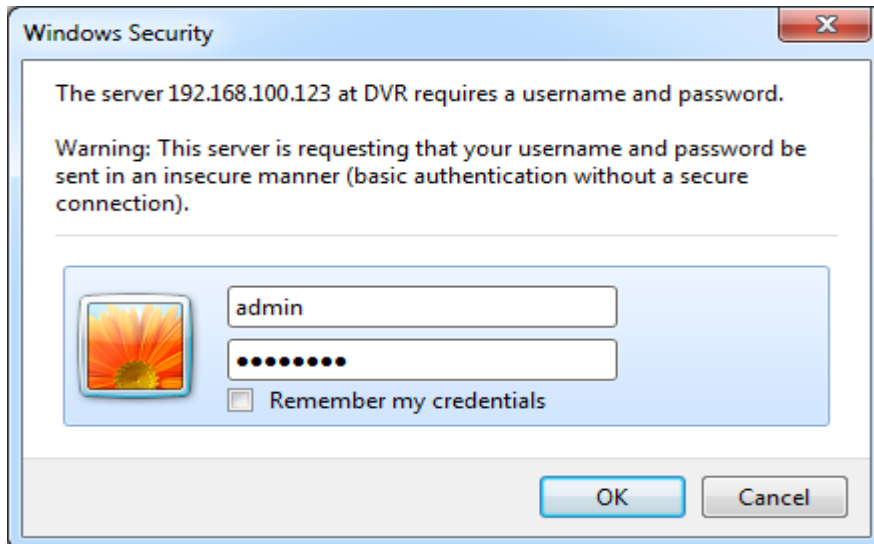 Windows Security
The server 192.168.100.123 at DVR requires a username and password.
Warning: This server is requesting that your username and password be
sent in an insecure manner (basic authentication without a secure
connection).
admin
●●●●●●●●
Remember my credentials
OK
Cancel